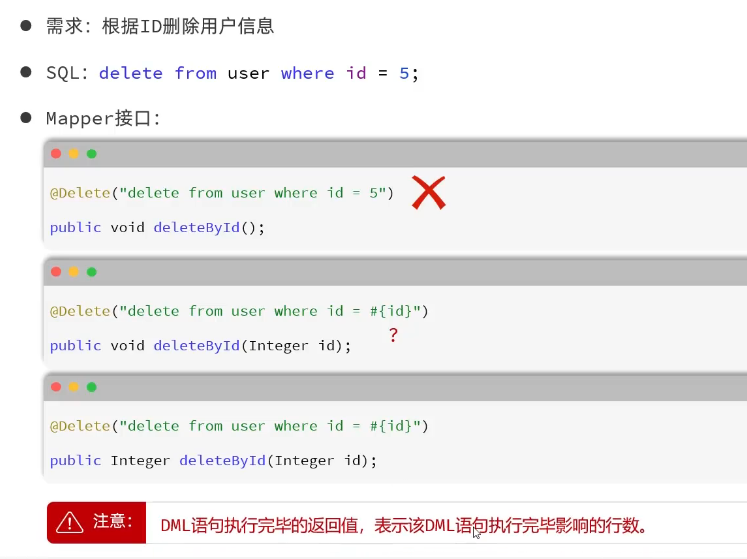 需求：根据ID删除用户信息
SQL：delete from user where id = 5;
Mapper接口：
@Delete("delete from user where id = 5")
public void deleteById();
@Delete("delete from user where id = #{id}")
?
public void deleteById(Integer id);
@Delete("delete from user where id = #{id}")
public Integer deleteById(Integer id);
注意： DML语句执行完毕的返回值，表示该DML语句执行完毕影响的行数。